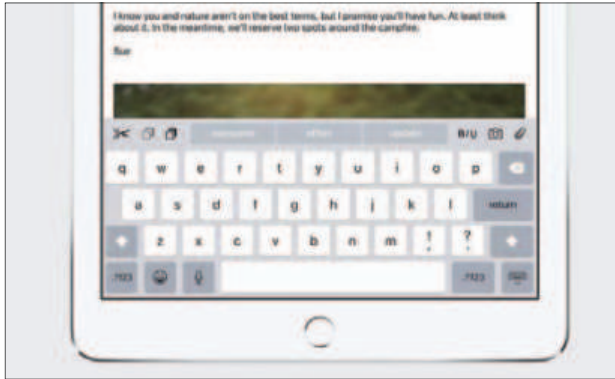 I know you and nature aren't on the best terms, but I promise you'll have fun. At least think
about it. In the meantime, we'll reserve two spots around the campfire.
Sue
B/U
q w e r t y u i o p
a s d f g h j k l return
z x c v b n m ! , ? .
.?123 .?123